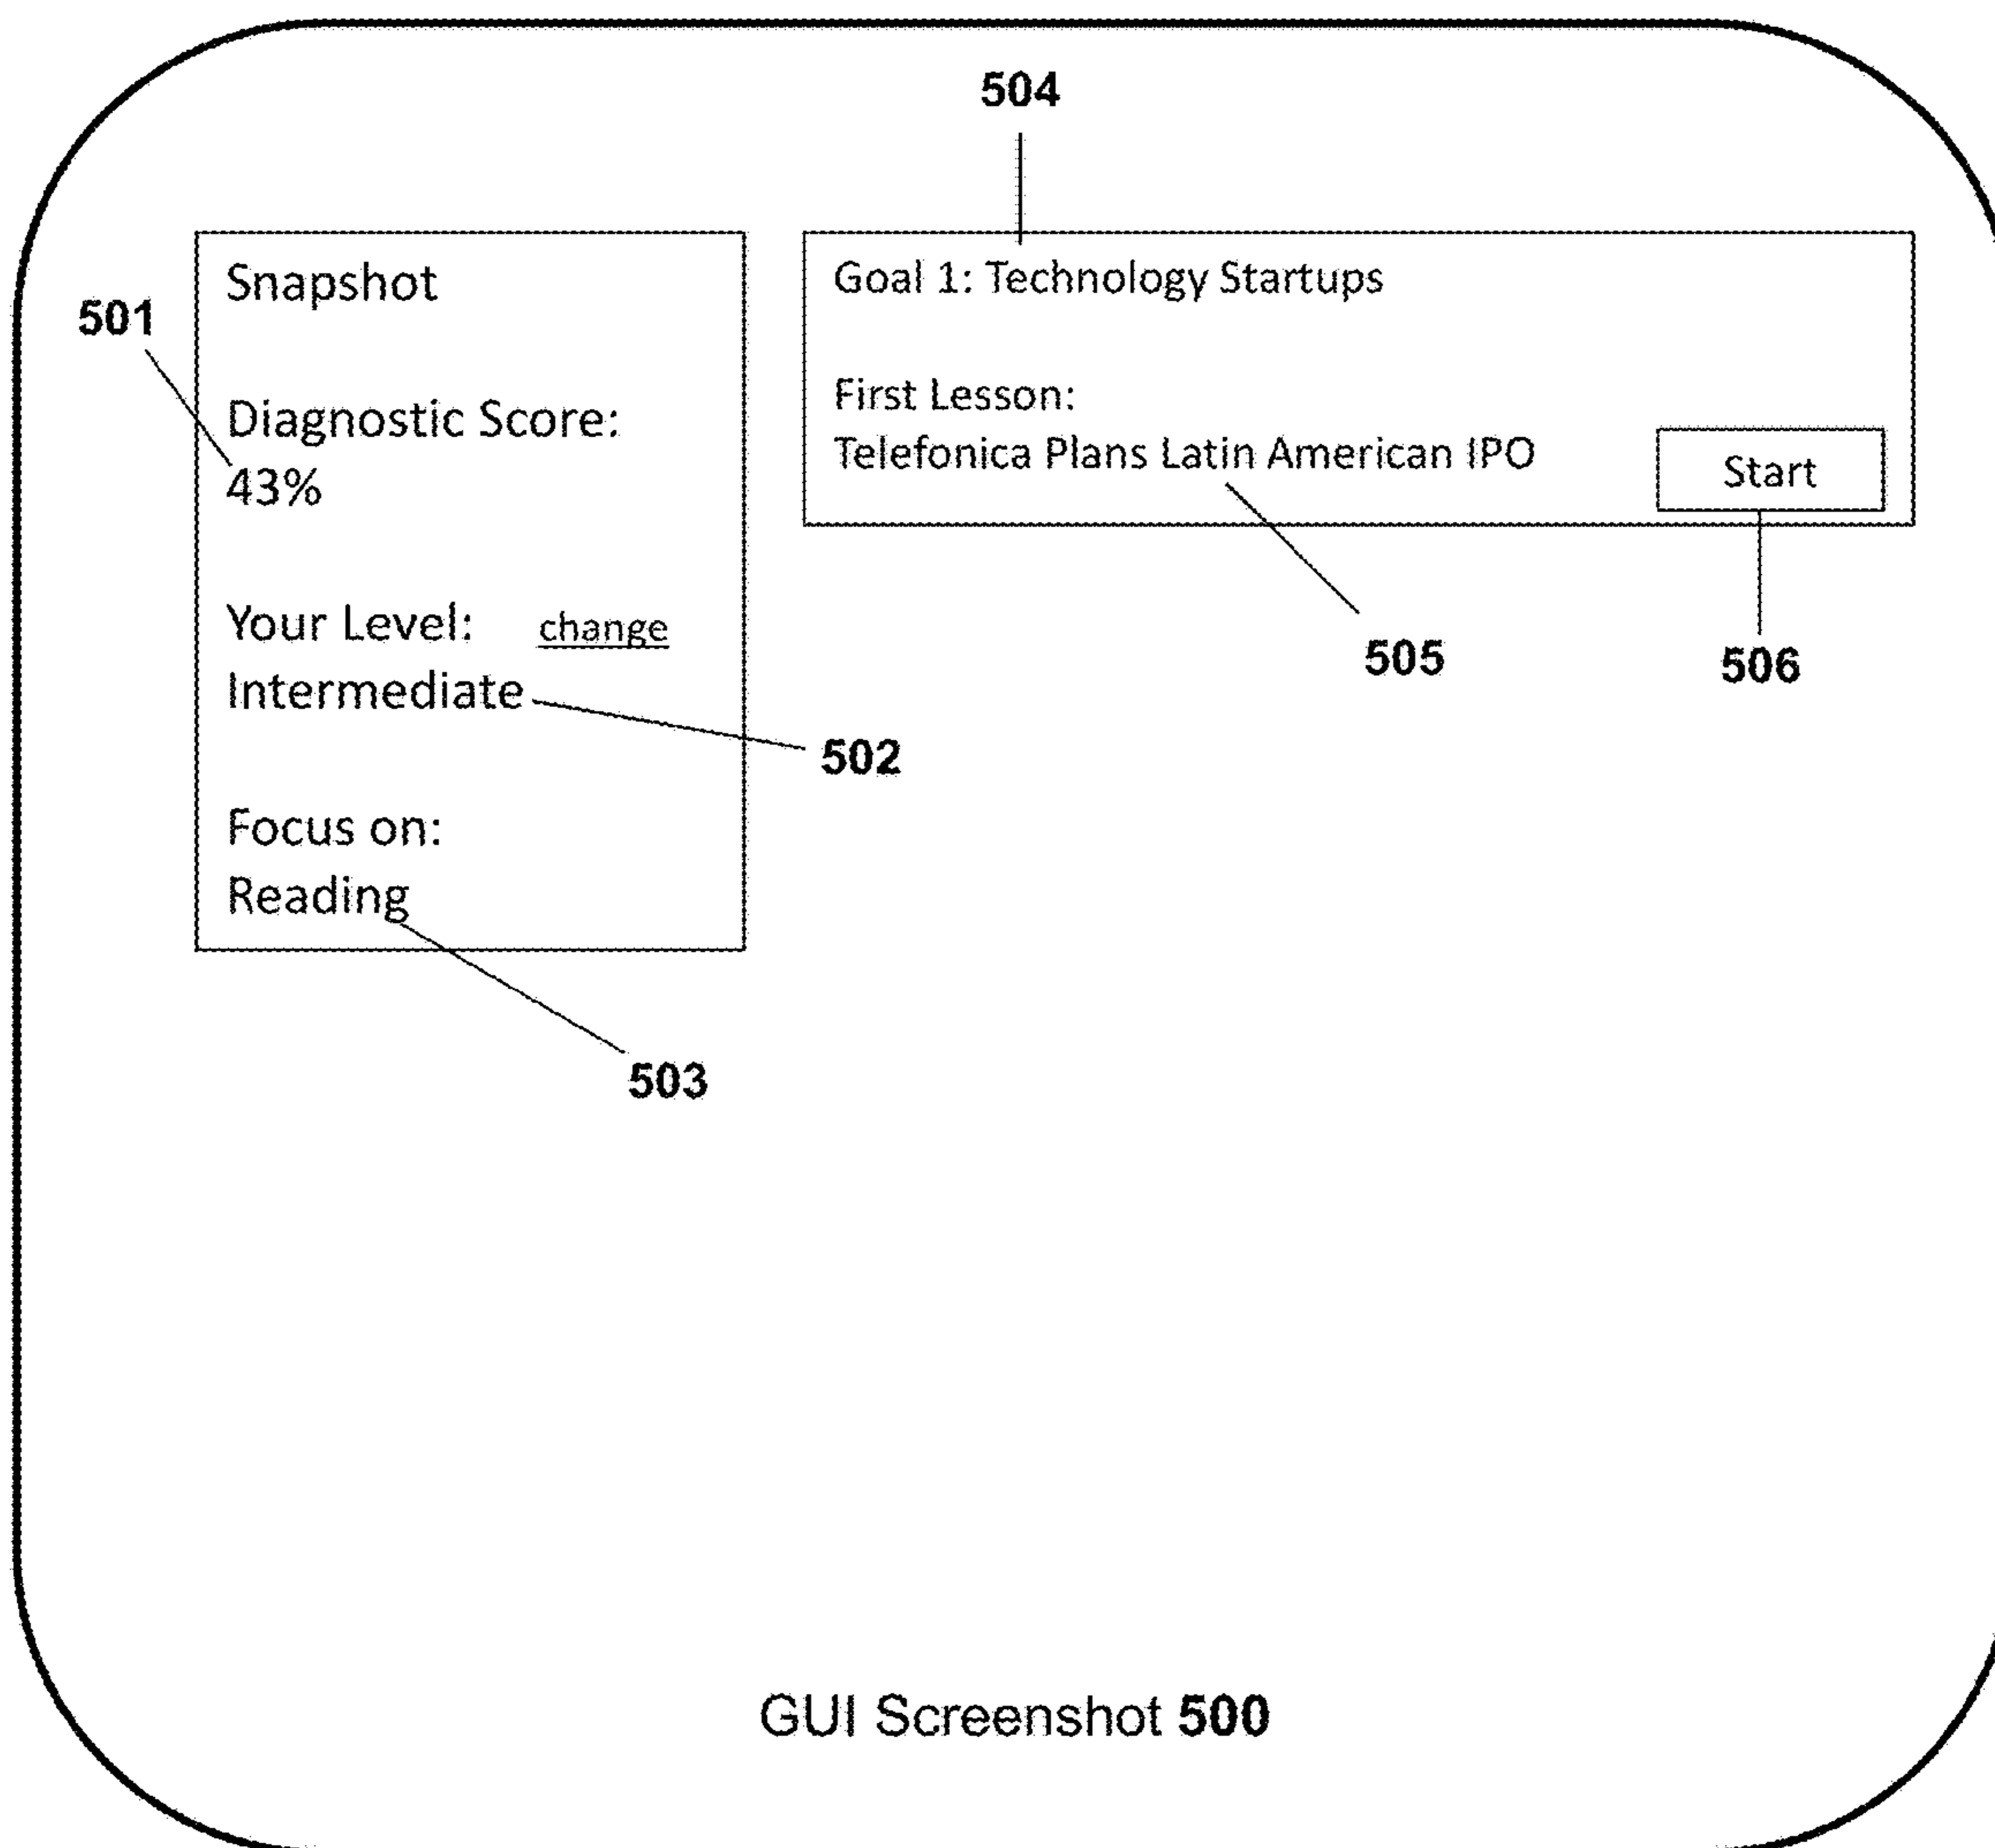 504
Snapshot
501
Diagnostic Score:
43%
Your Level: change
Intermediate
502
Focus on:
Reading
503
Goal 1: Technology Startups
First Lesson:
Telefonica Plans Latin American IPO
Start
505
506
GUI Screenshot 500